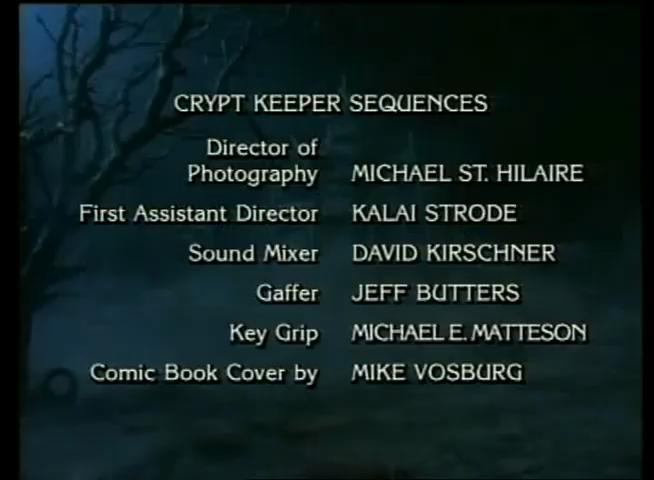 CRYPT KEEPER SEQUENCES
Director of
Photography MICHAEL ST. HILAIRE
First Assistant Director KALAI STRODE
Sound Mixer DAVID KIRSCHNER
Gaffer JEFF BUTTERS
Key Grip MICHAEL E. MATTESON
Comic Book Cover by MIKE VOSBURG